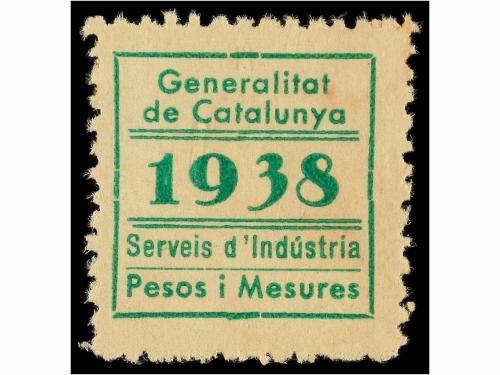 Generalitat
de Catalunya
1938
Serveis d'Indústria
Pesos i Mesures